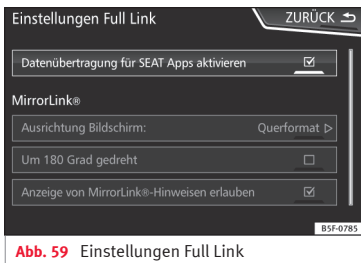 Einstellungen Full Link
ZURÜCK
Datenübertragung für SEAT Apps aktivieren
MirrorLink®
Ausrichtung Bildschirm: Querformat
Um 180 Grad gedreht
Anzeige von MirrorLink®-Hinweisen erlauben
B5F-0785
Abb. 59 Einstellungen Full Link